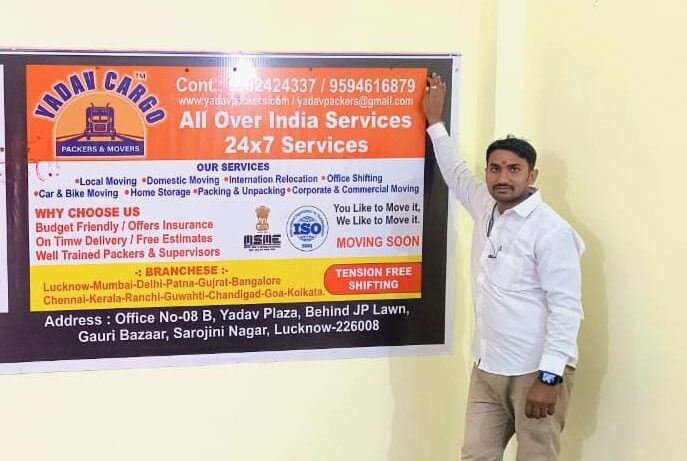 YADAV CARGO TM
PACKERS & MOVERS
Cont.: 9 02424337 / 9594616879
www.yadavpackers.com / yadavpackers@gmail.com
All Over India Services
24x7 Services
OUR SERVICES
•Local Moving •Domestic Moving •Internation Relocation •Office Shifting
•Car & Bike Moving •Home Storage •Packing & Unpacking •Corporate & Commercial Moving
WHY CHOOSE US
Budget Friendly / Offers Insurance
On Timw Delivery / Free Estimates
Well Trained Packers & Supervisors
MSME
ISO
You Like to Move it,
We Like to Move it.
MOVING SOON
-: BRANCHESE :-
Lucknow-Mumbai-Delhi-Patna-Gujrat-Bangalore
Chennai-Kerala-Ranchi-Guwahti-Chandigad-Goa-Kolkata.
TENSION FREE
SHIFTING
Address : Office No-08 B, Yadav Plaza, Behind JP Lawn,
Gauri Bazaar, Sarojini Nagar, Lucknow-226008